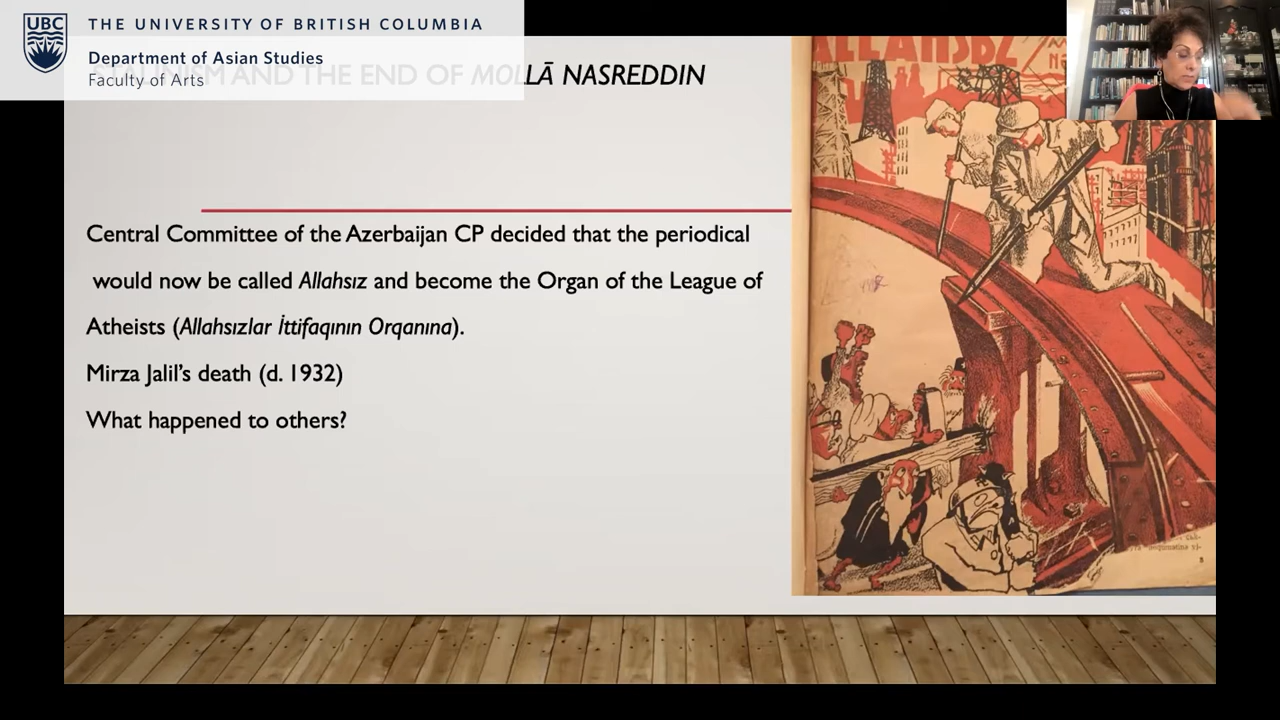 UBC
THE UNIVERSITY OF BRITISH COLUMBIA
Department of Asian Studies
Faculty of Arts
AND THE END OF MOLLĀ NASREDDIN
Central Committee of the Azerbaijan CP decided that the periodical
would now be called Allahsız and become the Organ of the League of
Atheists (Allahsızlar İttifaqının Orqanına).
Mirza Jalil's death (d. 1932)
What happened to others?
ALLAHSbZ